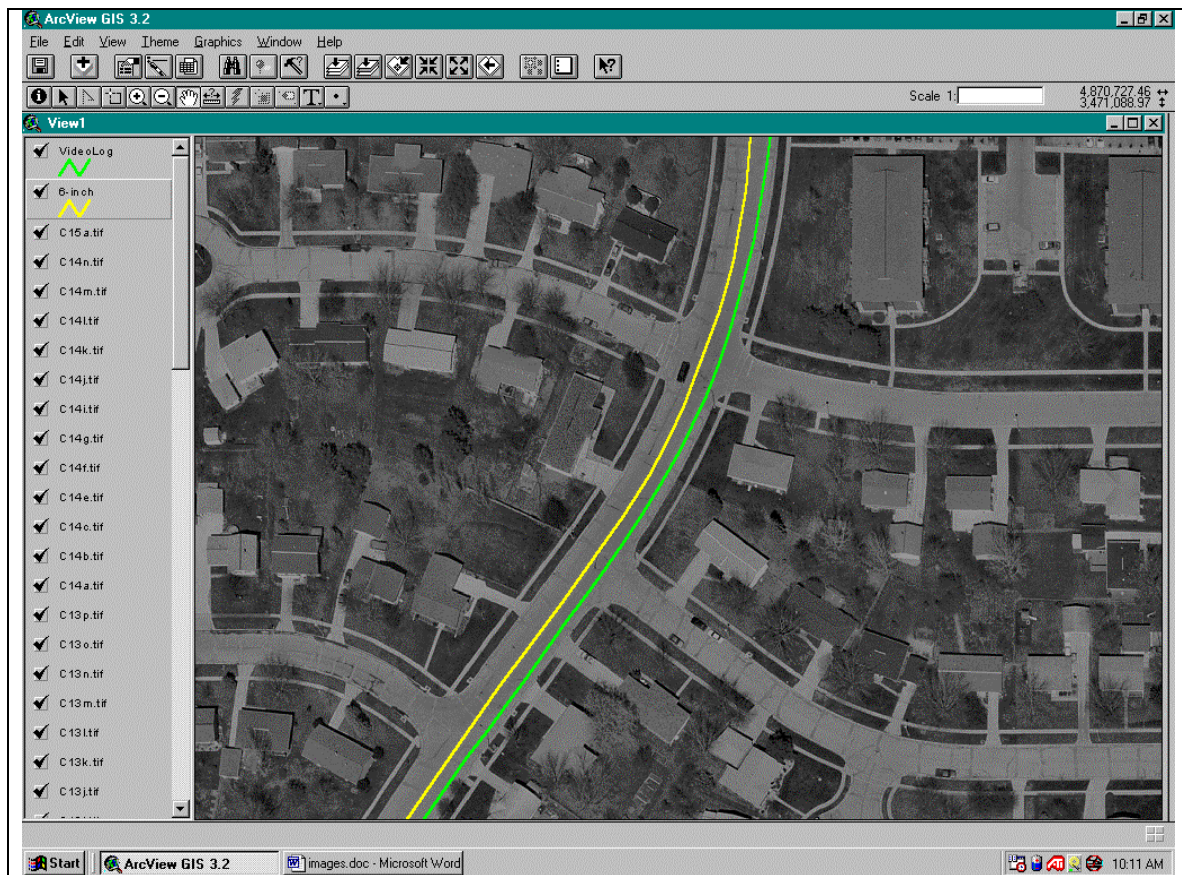 ArcView GIS 3.2
File Edit View Theme Graphics Window Help
Scale 1:
4,870,727.46
3,471,088.97
View1
VideoLog
6-inch
C15a.tif
C14n.tif
C14m.tif
C14l.tif
C14k.tif
C14j.tif
C14i.tif
C14g.tif
C14f.tif
C14e.tif
C14c.tif
C14b.tif
C14a.tif
C13p.tif
C13o.tif
C13n.tif
C13m.tif
C13l.tif
C13k.tif
C13j.tif
Start ArcView GIS 3.2 images.doc - Microsoft Word 10:11 AM